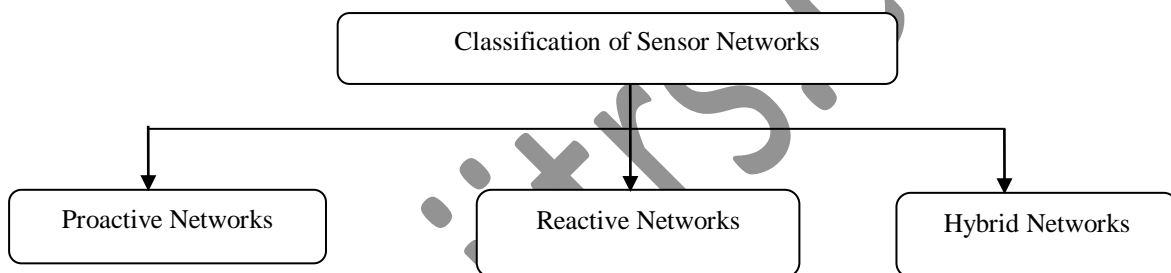 Classification of Sensor Networks
Proactive Networks
Reactive Networks
Hybrid Networks